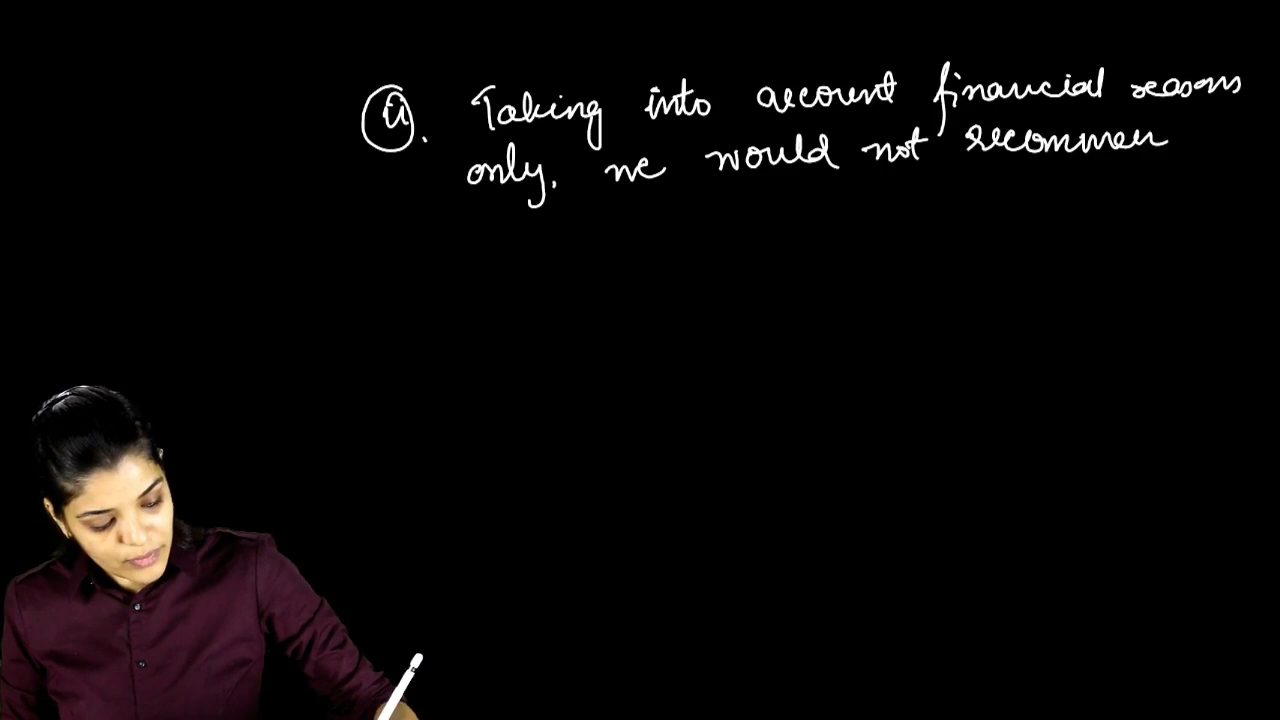 (ii). Taking into account financial reasons
only, we would not recommen